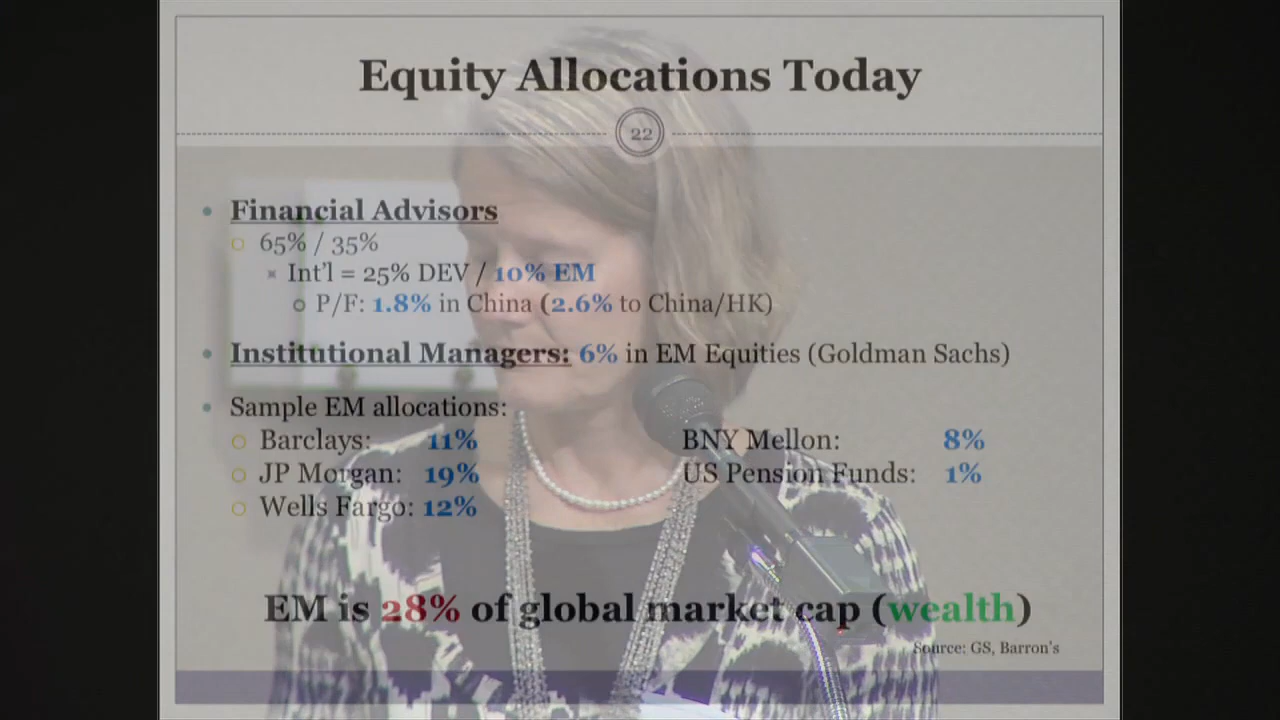 Equity Allocations Today
22
• Financial Advisors
65% / 35%
Int'l = 25% DEV / 10% EM
P/F: 1.8% in China (2.6% to China/HK)
• Institutional Managers: 6% in EM Equities (Goldman Sachs)
• Sample EM allocations:
Barclays: 11% BNY Mellon: 8%
JP Morgan: 19% US Pension Funds: 1%
Wells Fargo: 12%
EM is 28% of global market cap (wealth)
Source: GS, Barron's